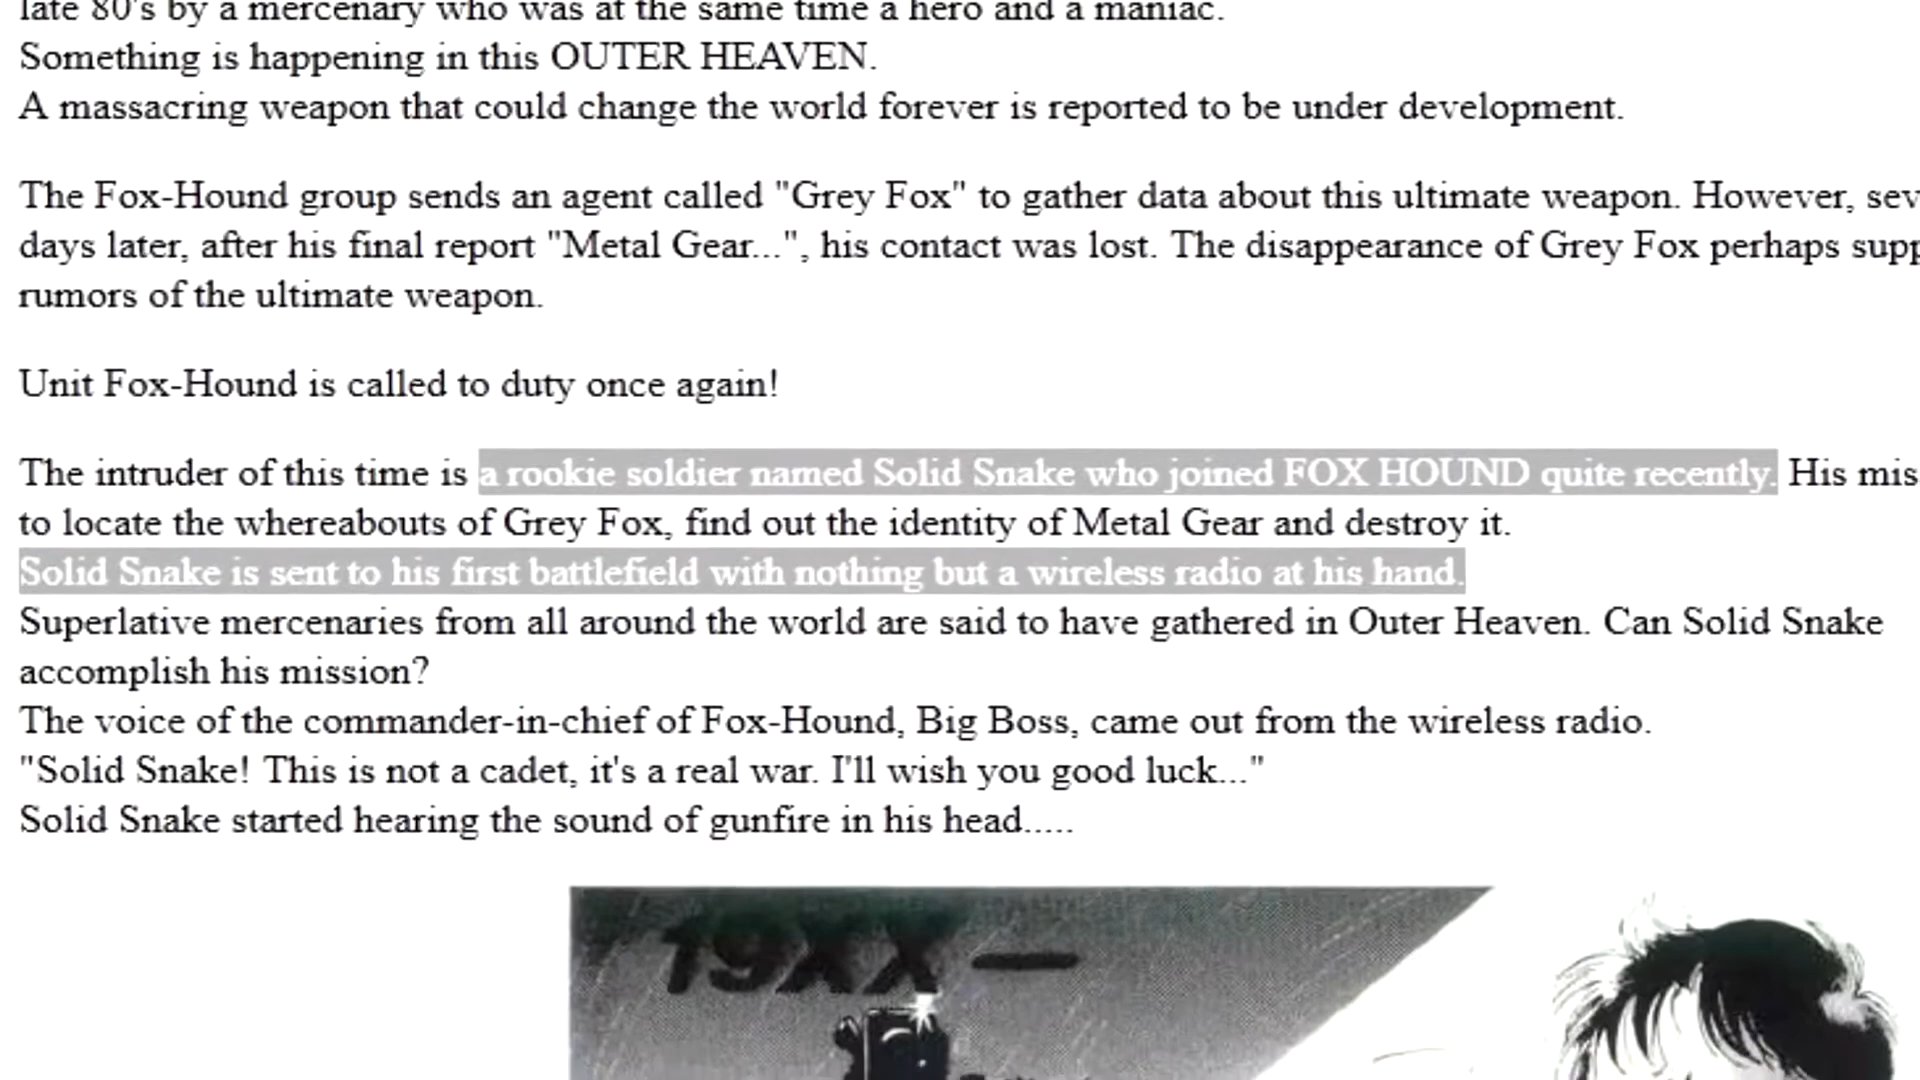 late 80's by a mercenary who was at the same time a hero and a maniac.
Something is happening in this OUTER HEAVEN.
A massacring weapon that could change the world forever is reported to be under development.
The Fox-Hound group sends an agent called "Grey Fox" to gather data about this ultimate weapon. However, sev
days later, after his final report "Metal Gear...", his contact was lost. The disappearance of Grey Fox perhaps supp
rumors of the ultimate weapon.
Unit Fox-Hound is called to duty once again!
The intruder of this time is a rookie soldier named Solid Snake who joined FOX HOUND quite recently. His mis
to locate the whereabouts of Grey Fox, find out the identity of Metal Gear and destroy it.
Solid Snake is sent to his first battlefield with nothing but a wireless radio at his hand.
Superlative mercenaries from all around the world are said to have gathered in Outer Heaven. Can Solid Snake
accomplish his mission?
The voice of the commander-in-chief of Fox-Hound, Big Boss, came out from the wireless radio.
"Solid Snake! This is not a cadet, it's a real war. I'll wish you good luck..."
Solid Snake started hearing the sound of gunfire in his head.....
19XX —